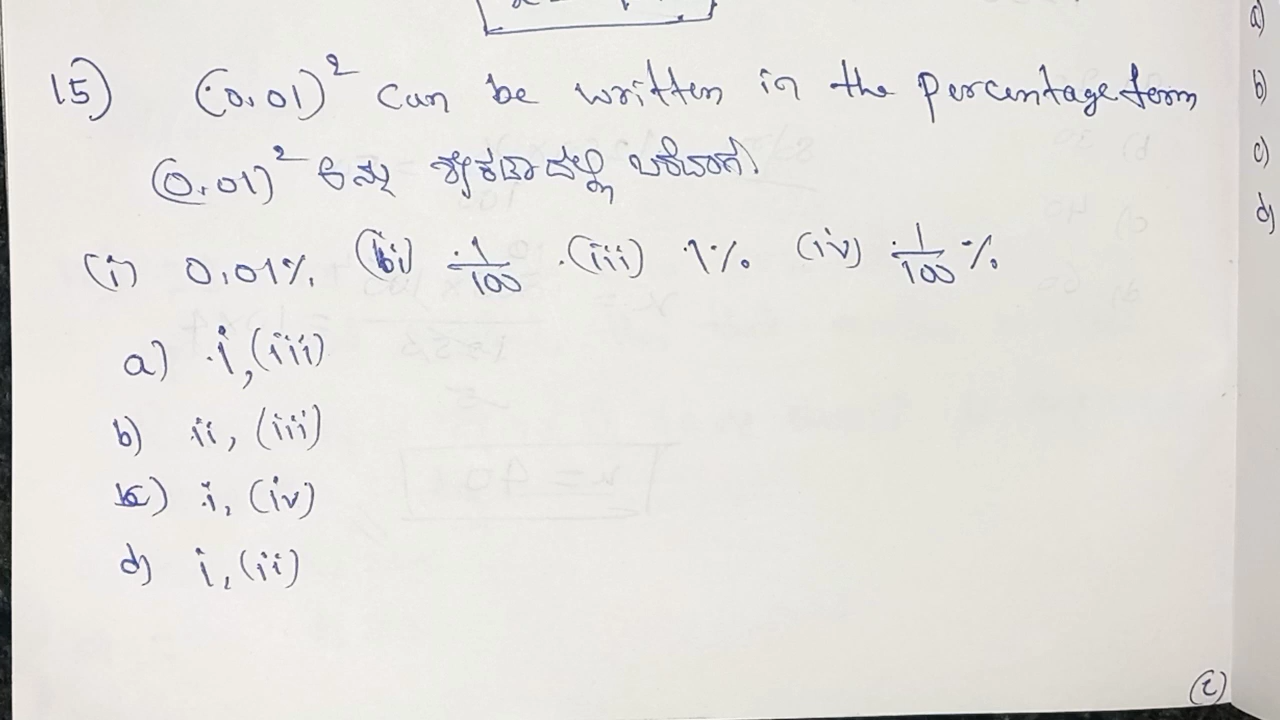 15) (0.01)² can be written in the percentage form
(0.01)² ಅನ್ನು ಶೇಕಡಾದಲ್ಲಿ ಬರೆದಾಗ.
(i) 0.01% (ii) 1/100 (iii) 1% (iv) 1/100 %
a) i, (iii)
b) ii, (iii)
c) i, (iv)
d) i, (ii)
a)
b)
c)
d)